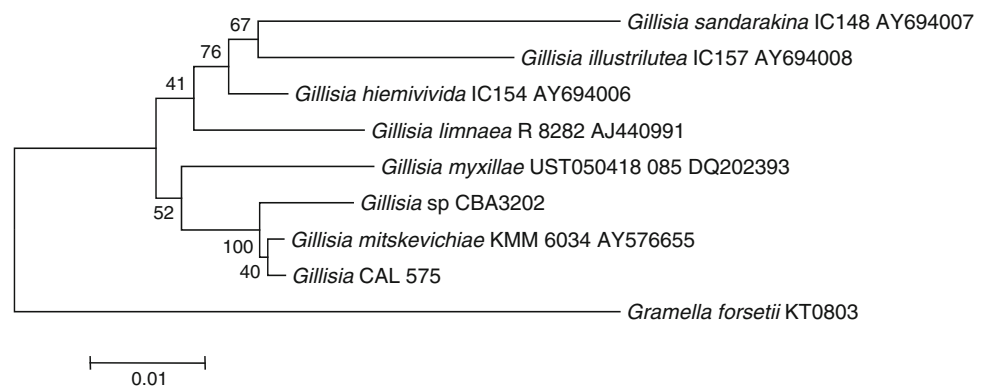 67
Gillisia sandarakina IC148 AY694007
76
Gillisia illustrilutea IC157 AY694008
41
Gillisia hiemivivida IC154 AY694006
Gillisia limnaea R 8282 AJ440991
Gillisia myxillae UST050418 085 DQ202393
52
Gillisia sp CBA3202
100
Gillisia mitskevichiae KMM 6034 AY576655
40
Gillisia CAL 575
Gramella forsetii KT0803
0.01